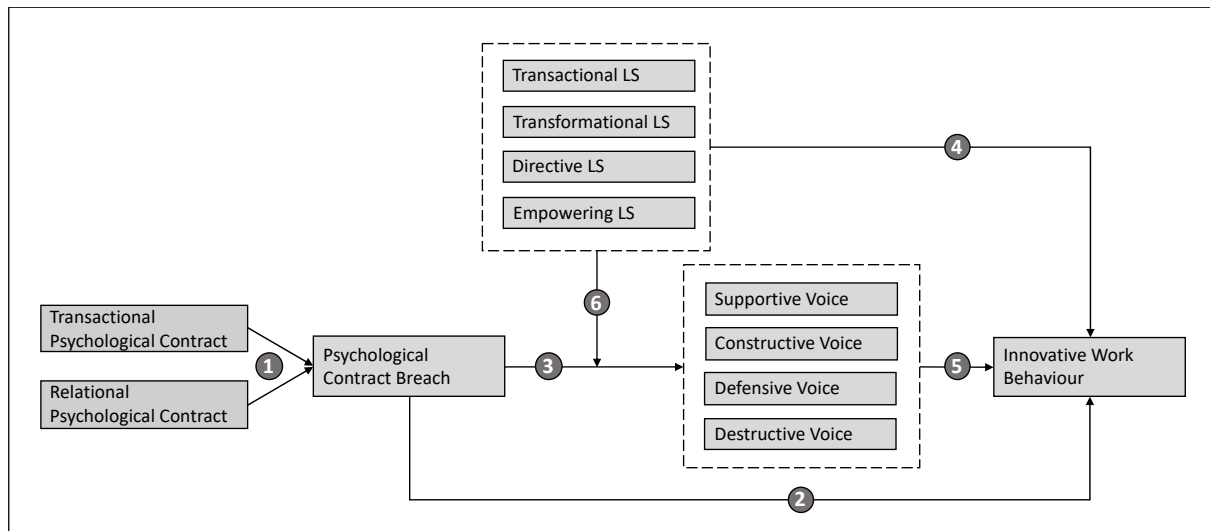 Transactional LS
Transformational LS
Directive LS
Empowering LS
4
6
Supportive Voice
Constructive Voice
Defensive Voice
Destructive Voice
Transactional
Psychological Contract
Relational
Psychological Contract
1
Psychological
Contract Breach
3
5
Innovative Work
Behaviour
2